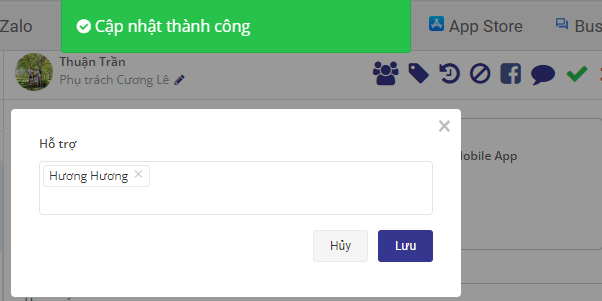 Zalo
Cập nhật thành công
App Store
Bus
Thuận Trần
Phụ trách Cương Lê
Hỗ trợ
×
Mobile App
Hương Hương ×
Hủy
Lưu